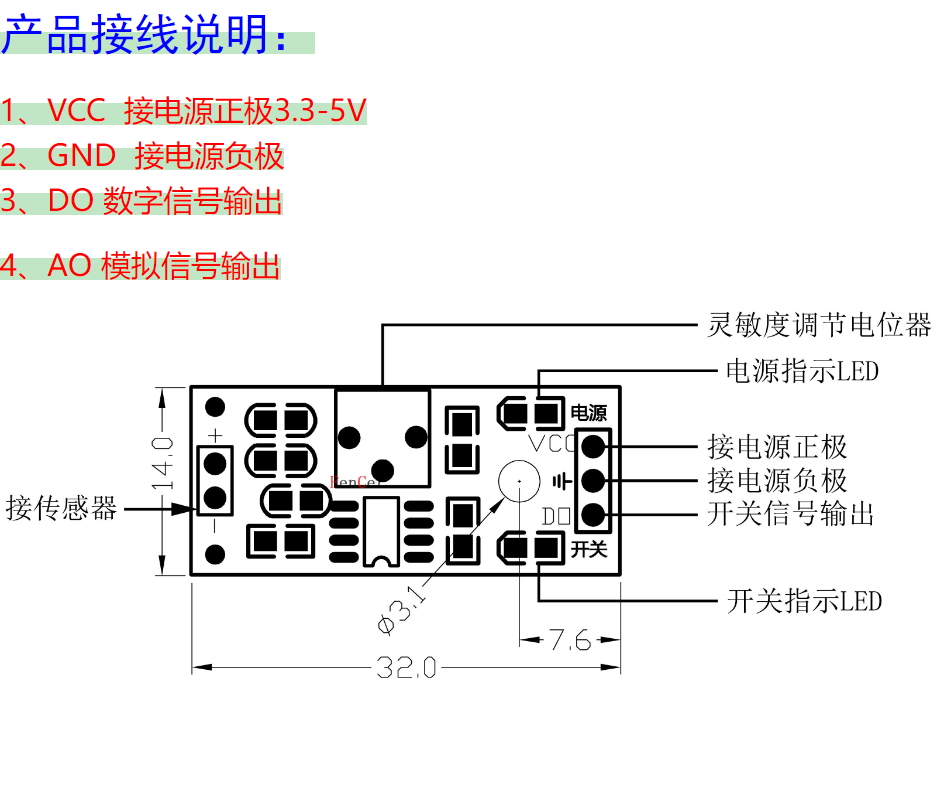 产品接线说明：
1、VCC 接电源正极3.3-5V
2、GND 接电源负极
3、DO 数字信号输出
4、AO 模拟信号输出
灵敏度调节电位器
电源指示LED
电源
VCC
接电源正极
接电源负极
DO
开关信号输出
开关
开关指示LED
接传感器
+
-
14.0
RenCer
ø3.1
7.6
32.0